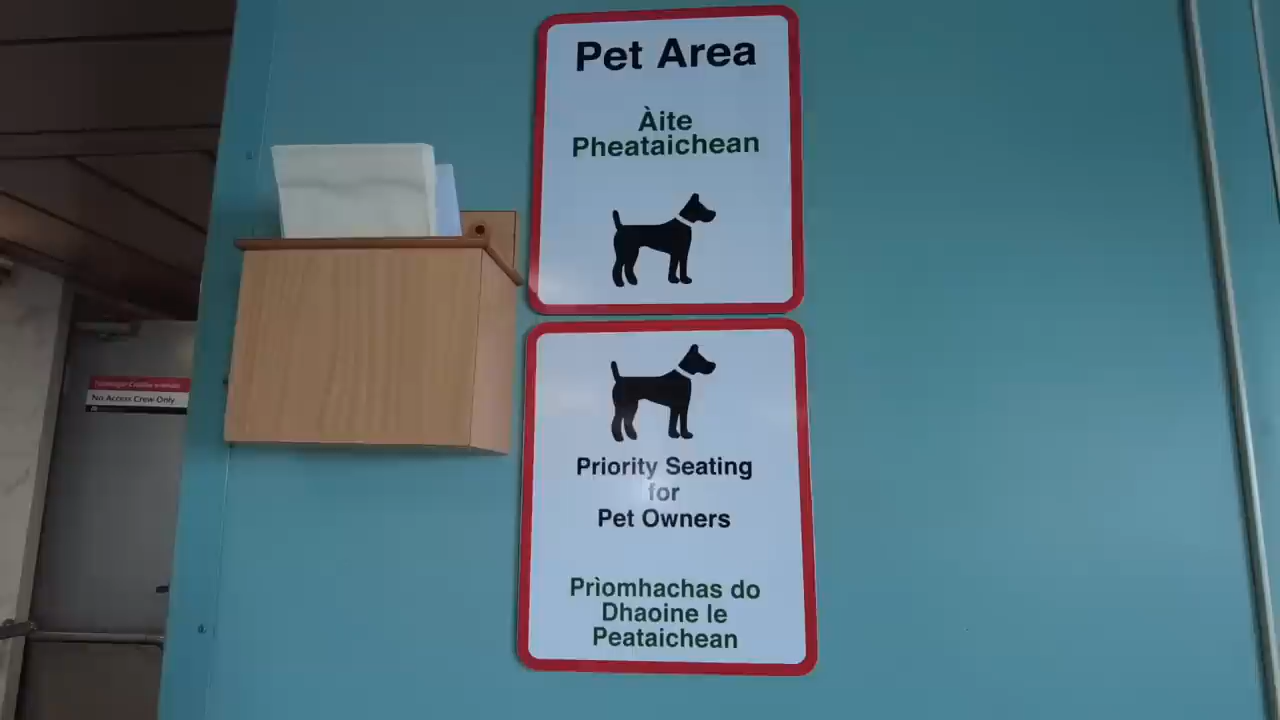 Pet Area
Àite
Pheataichean
Priority Seating
for
Pet Owners
Prìomhachas do
Dhaoine le
Peataichean
No Access Crew Only